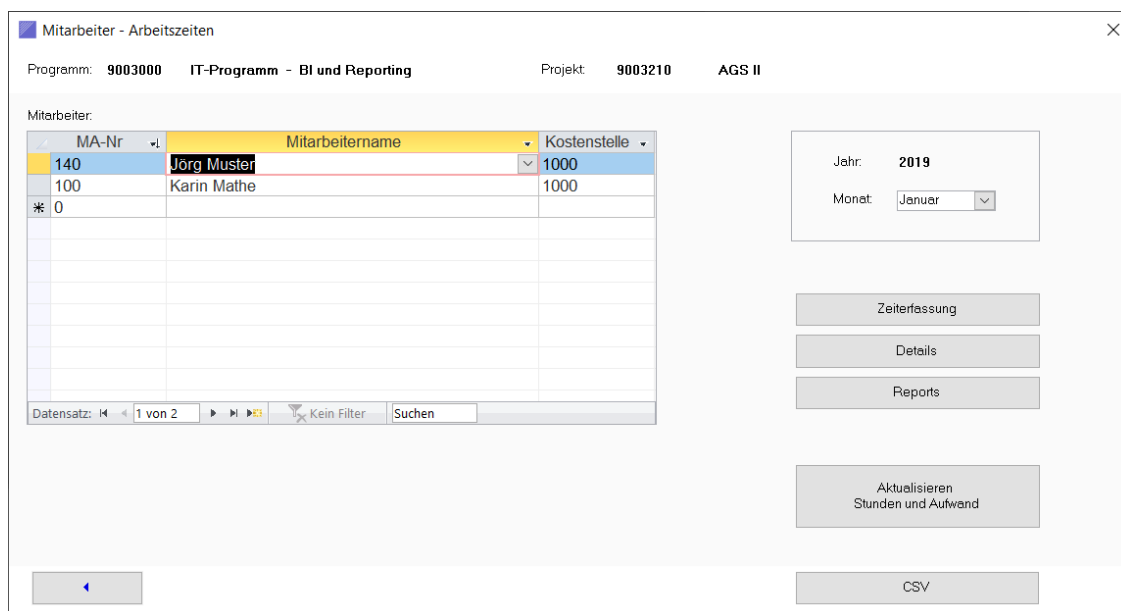 Mitarbeiter - Arbeitszeiten
Programm: 9003000 IT-Programm - BI und Reporting Projekt: 9003210 AGS II
Mitarbeiter:
MA-Nr Mitarbeitername Kostenstelle
140 Jörg Muster 1000
100 Karin Mathe 1000
* 0
Datensatz: 1 von 2 Kein Filter Suchen
Jahr: 2019
Monat: Januar
Zeiterfassung
Details
Reports
Aktualisieren
Stunden und Aufwand
CSV